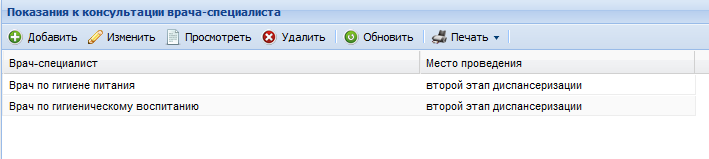 Показания к консультации врача-специалиста
Добавить Изменить Просмотреть Удалить Обновить Печать
Врач-специалист Место проведения
Врач по гигиене питания второй этап диспансеризации
Врач по гигиеническому воспитанию второй этап диспансеризации